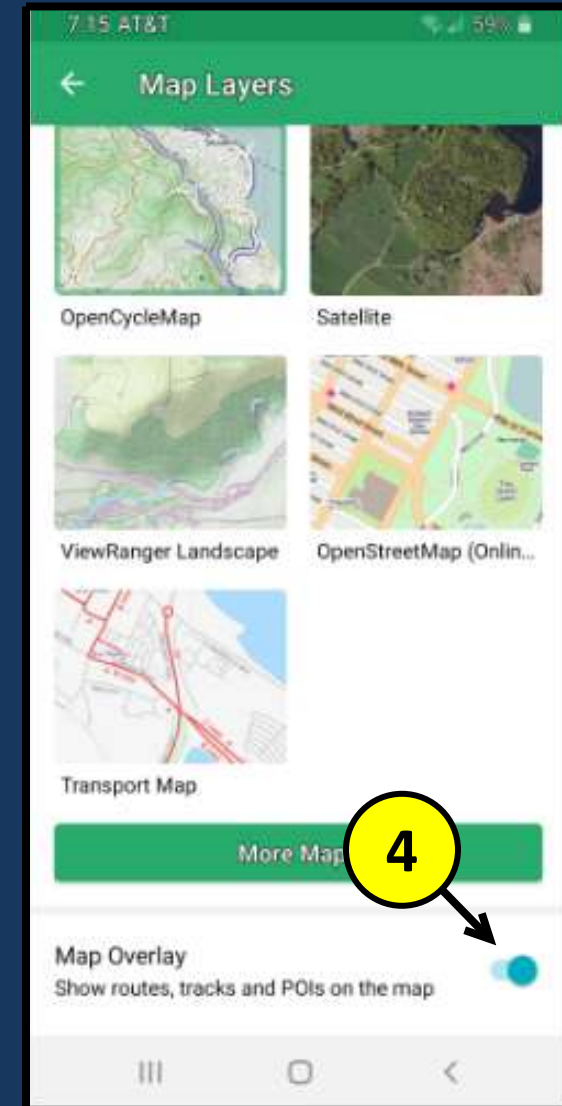 7:15 AT&T 59%
Map Layers
OpenCycleMap
Satellite
ViewRanger Landscape
OpenStreetMap (Onlin...
Transport Map
More Map
4
Map Overlay
Show routes, tracks and POIs on the map